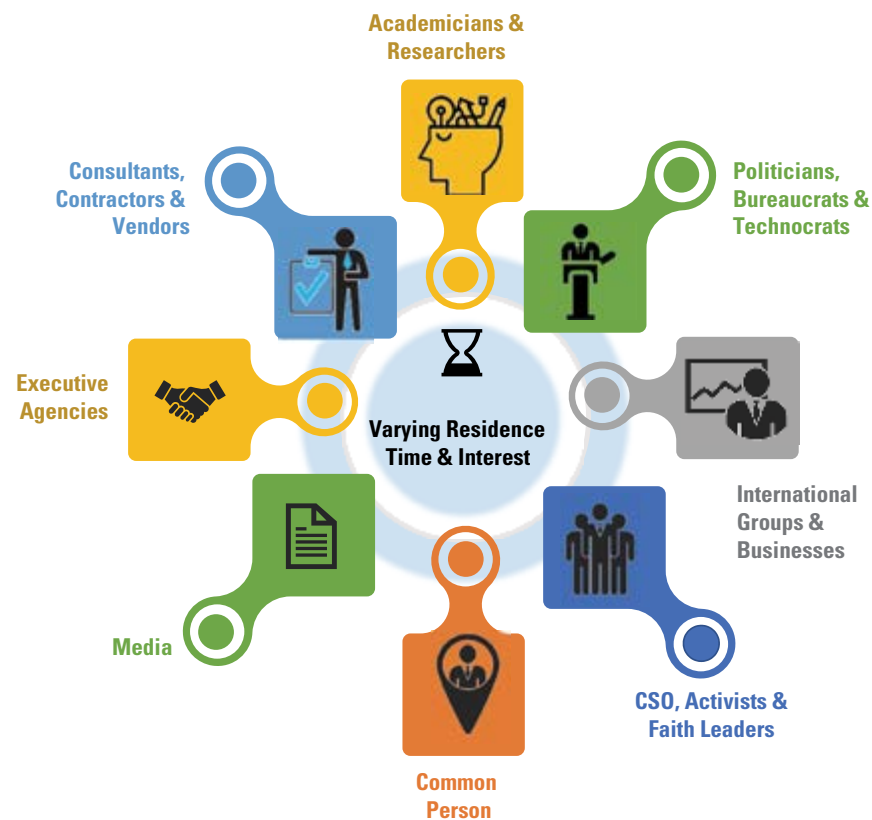 Academicians &
Researchers
Consultants,
Contractors &
Vendors
Politicians,
Bureaucrats &
Technocrats
Executive
Agencies
Varying Residence
Time & Interest
International
Groups &
Businesses
Media
CSO, Activists &
Faith Leaders
Common
Person